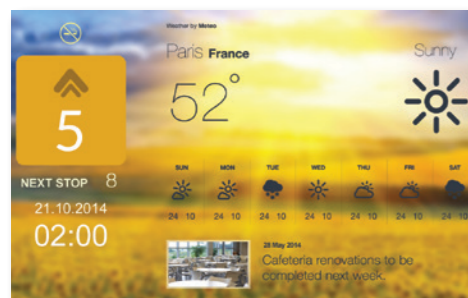 5
NEXT STOP 8
21.10.2014
02:00
Weather by Meteo
Paris France
Sunny
52°
SUN MON TUE WED THU FRI SAT
24 10 24 10 24 10 24 10 24 10 24 10 24 10
28 May 2014
Cafeteria renovations to be
completed next week.